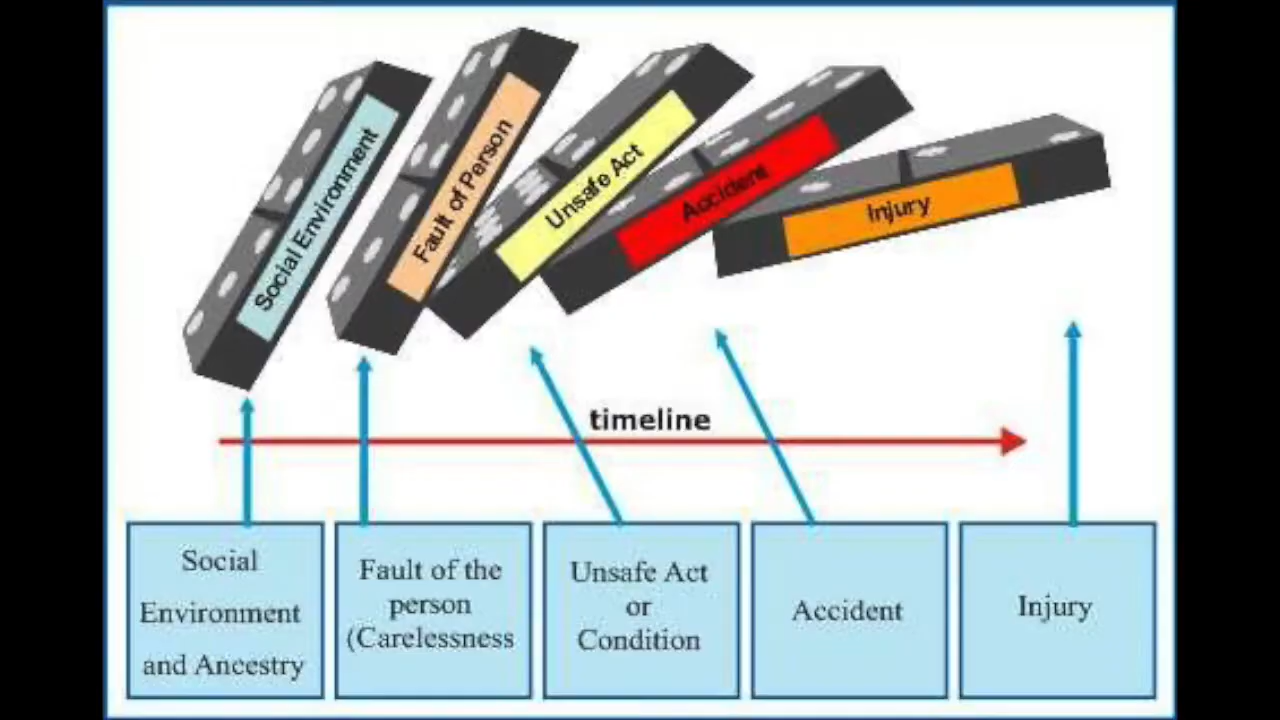 Social Environment
Fault of Person
Unsafe Act
Accident
Injury
timeline
Social
Environment
and Ancestry
Fault of the
person
(Carelessness
Unsafe Act
or
Condition
Accident
Injury